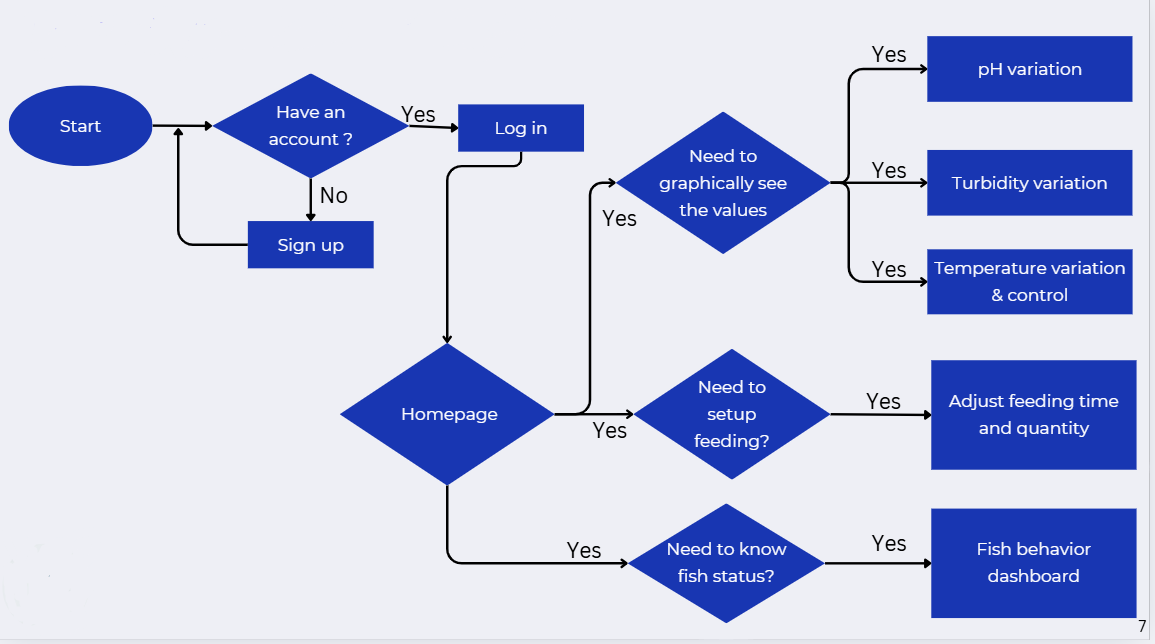 Start
Have an
account ?
Yes
Log in
No
Sign up
Homepage
Yes
Need to
graphically see
the values
Yes
pH variation
Yes
Turbidity variation
Yes
Temperature variation
& control
Yes
Need to
setup
feeding?
Yes
Adjust feeding time
and quantity
Yes
Need to know
fish status?
Yes
Fish behavior
dashboard
7